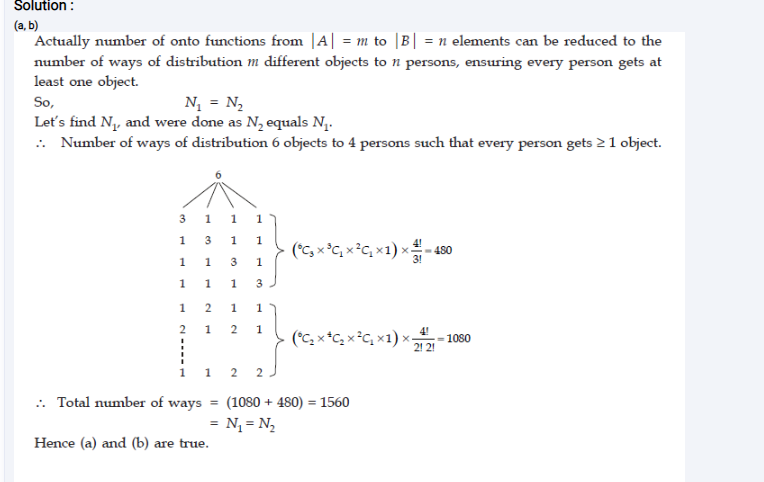 Solution :
(a, b)
Actually number of onto functions from |A| = m to |B| = n elements can be reduced to the
number of ways of distribution m different objects to n persons, ensuring every person gets at
least one object.
So, N₁ = N₂
Let's find N₁, and were done as N₂ equals N₁.
∴ Number of ways of distribution 6 objects to 4 persons such that every person gets ≥ 1 object.
6
3 1 1 1
1 3 1 1
1 1 3 1
1 1 1 3
(⁶C₃ × ³C₁ × ²C₁ × 1) × 4!/3! = 480
1 2 1 1
2 1 2 1
1 1 2 2
(⁶C₂ × ⁴C₂ × ²C₁ × 1) × 4!/2! 2! = 1080
∴ Total number of ways = (1080 + 480) = 1560
= N₁ = N₂
Hence (a) and (b) are true.